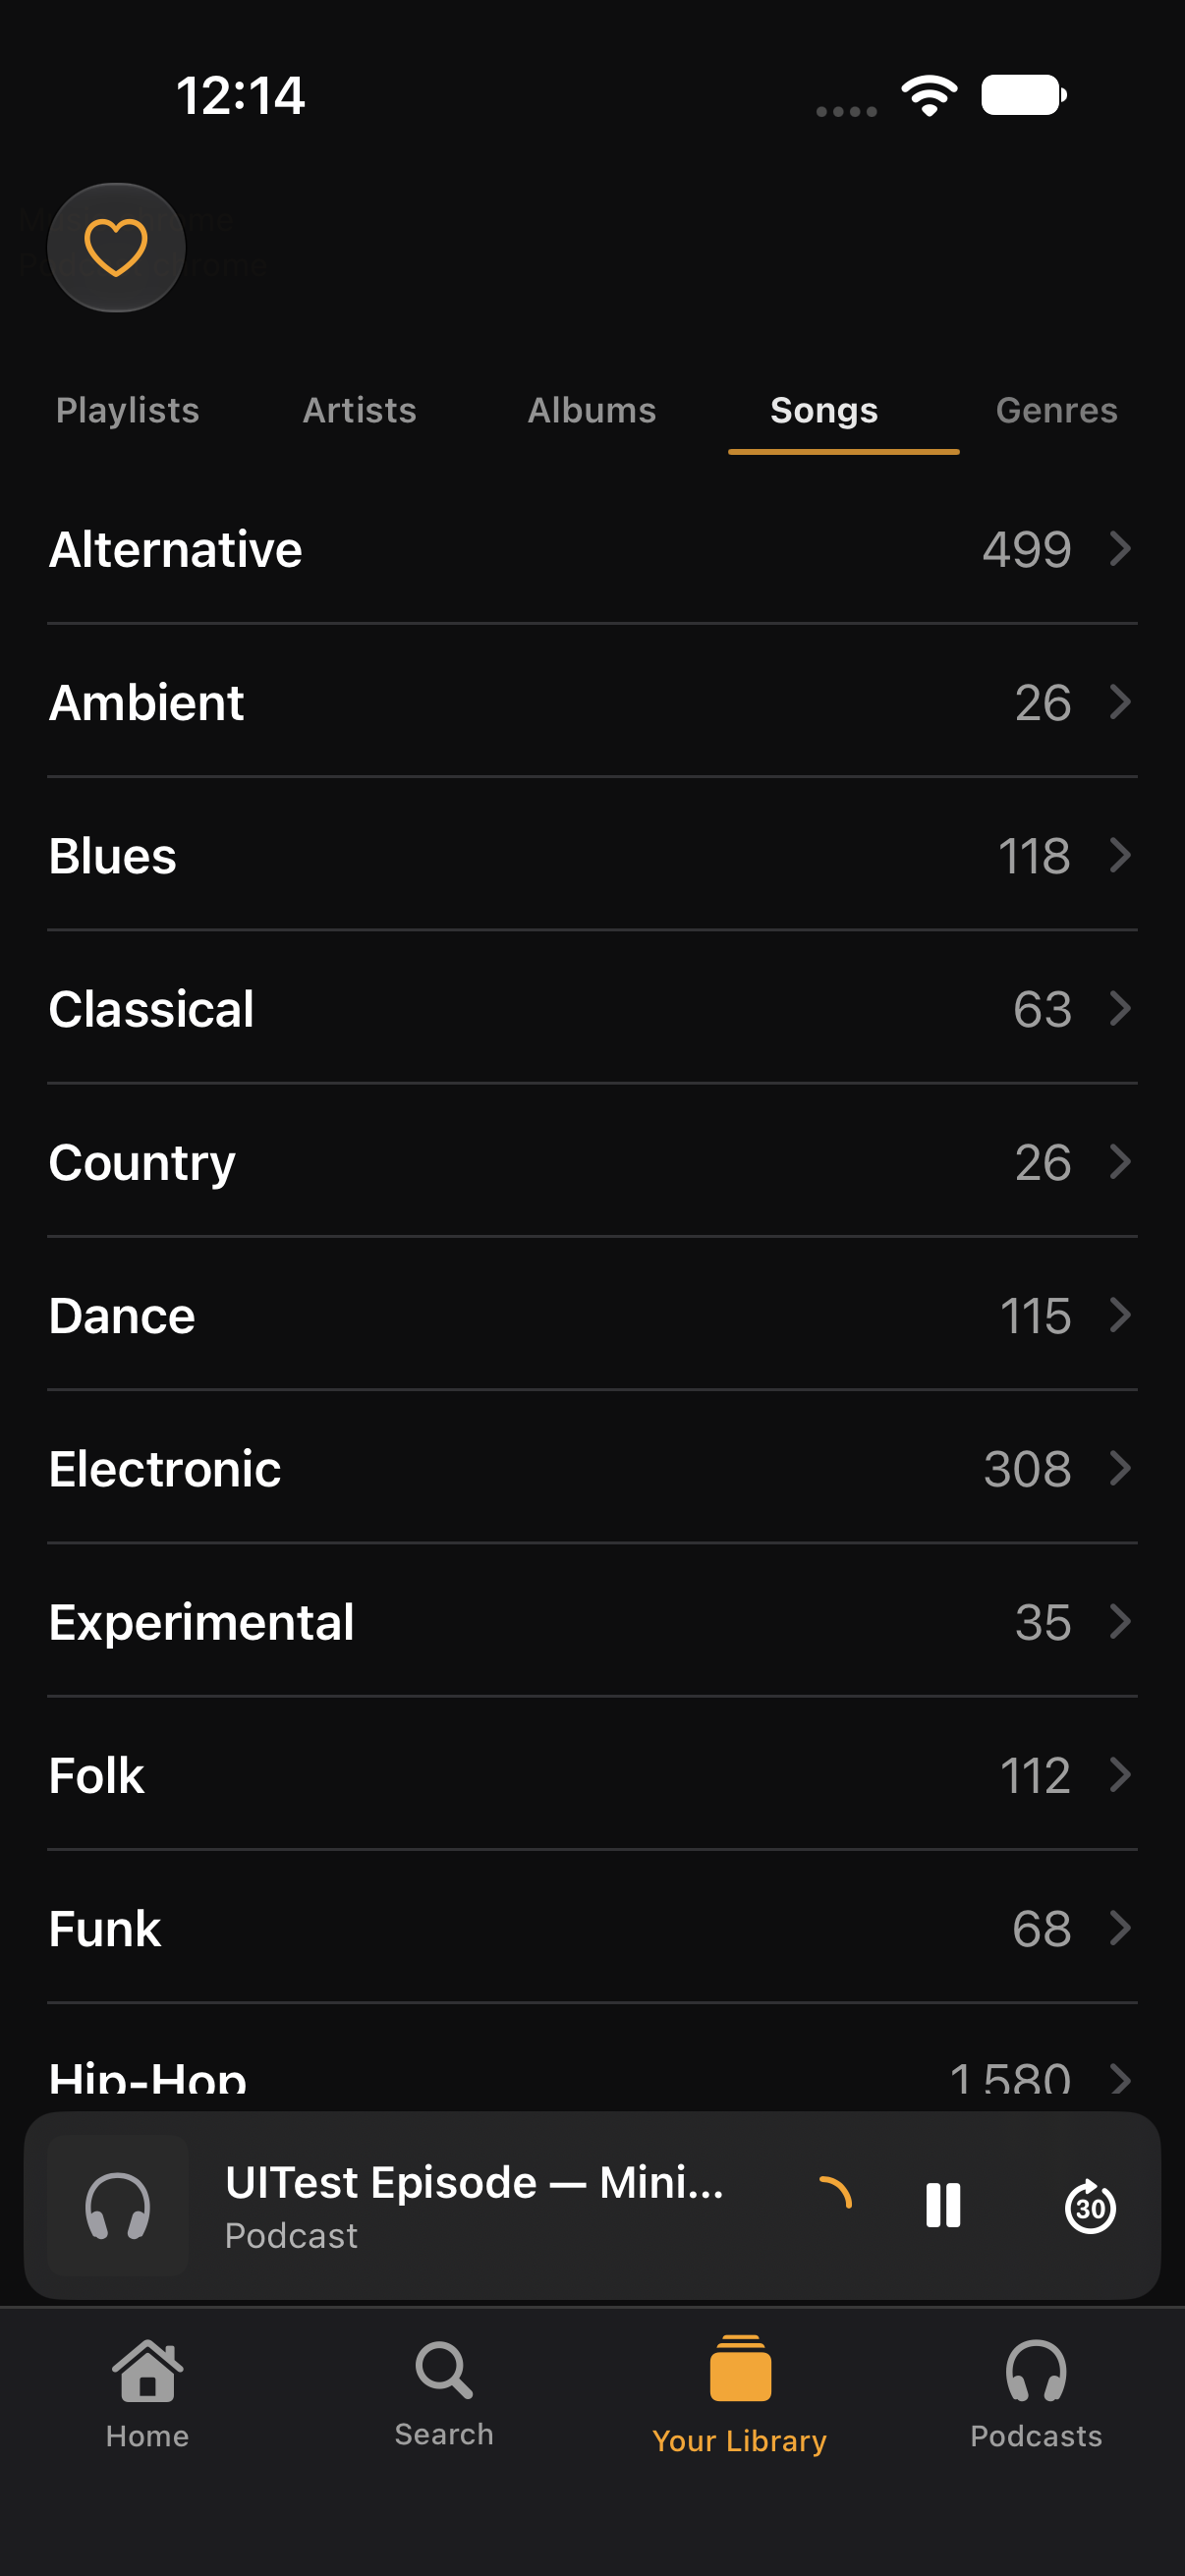 12:14
Playlists Artists Albums Songs Genres
Alternative 499
Ambient 26
Blues 118
Classical 63
Country 26
Dance 115
Electronic 308
Experimental 35
Folk 112
Funk 68
Hip-Hop 1 580
UITest Episode — Mini...
Podcast
30
Home Search Your Library Podcasts